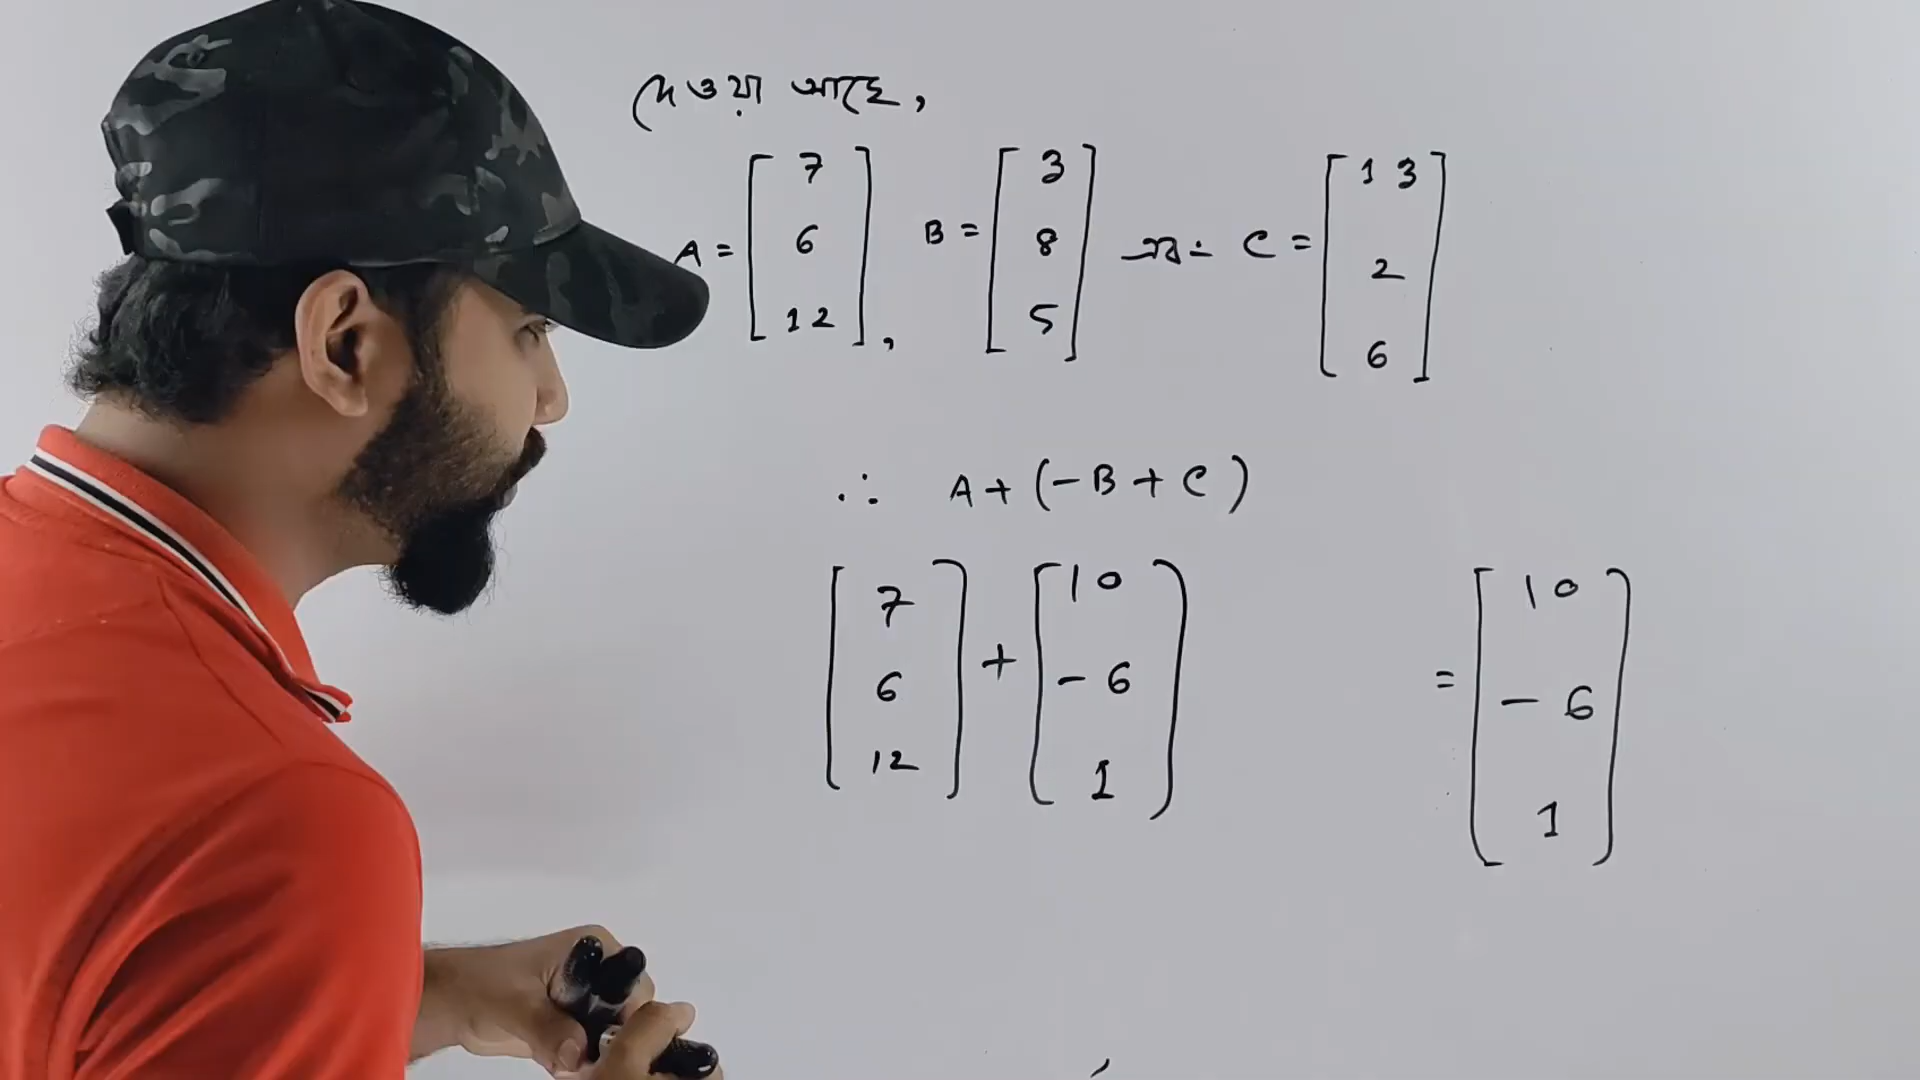 দেওয়া আছে,
A = [ 7 6 12 ], B = [ 3 8 5 ] এবং C = [ 13 2 6 ]
∴ A + (- B + C)
[ 7 6 12 ] + [ 10 - 6 1 ] = [ 10 - 6 1 ]